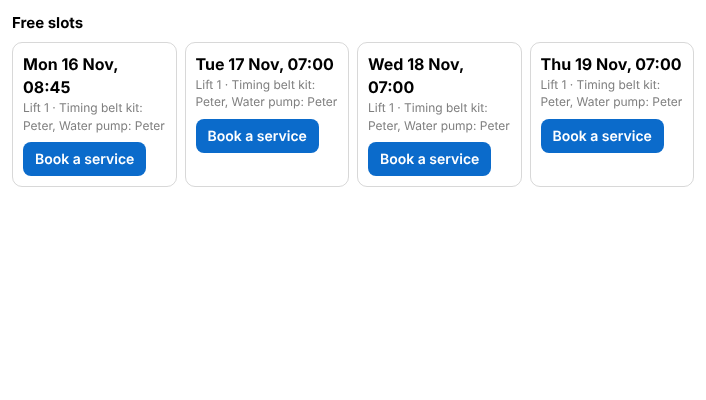 Free slots
Mon 16 Nov,
08:45
Lift 1 · Timing belt kit:
Peter, Water pump: Peter
Book a service
Tue 17 Nov, 07:00
Lift 1 · Timing belt kit:
Peter, Water pump: Peter
Book a service
Wed 18 Nov,
07:00
Lift 1 · Timing belt kit:
Peter, Water pump: Peter
Book a service
Thu 19 Nov, 07:00
Lift 1 · Timing belt kit:
Peter, Water pump: Peter
Book a service